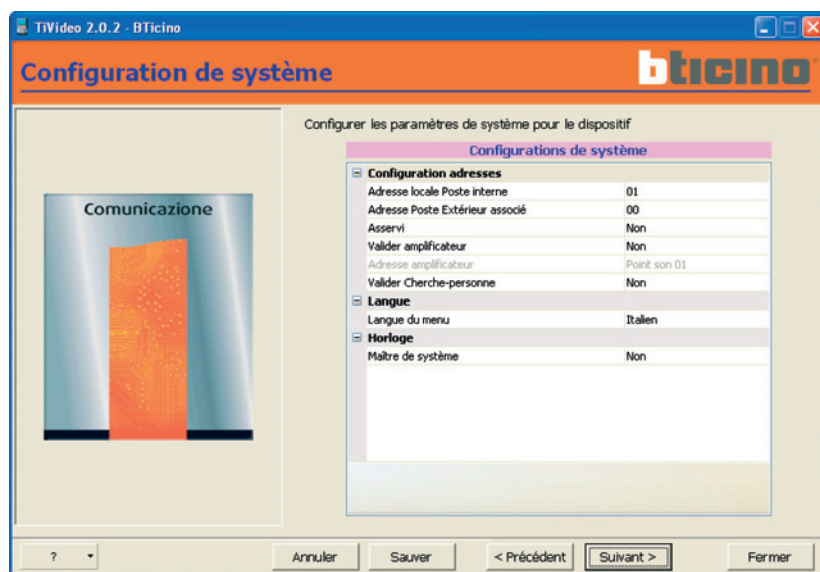 TiVideo 2.0.2 - BTicino
Configuration de système
bticino
Configurer les paramètres de système pour le dispositif
Configurations de système
Comunicazione
Configuration adresses
Adresse locale Poste interne 01
Adresse Poste Extérieur associé 00
Asservi Non
Valider amplificateur Non
Adresse amplificateur Point son 01
Valider Cherche-personne Non
Langue
Langue du menu Italien
Horloge
Maître de système Non
? Annuler Sauver < Précédent Suivant > Fermer